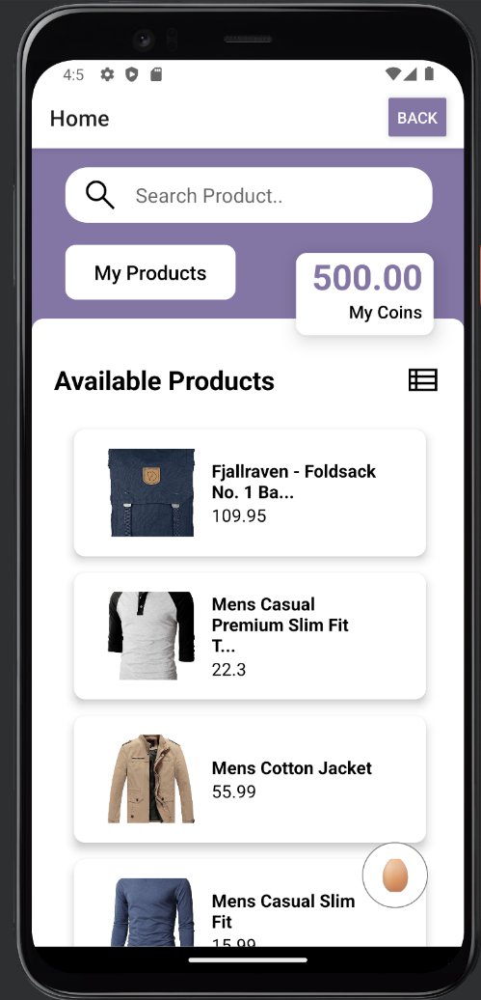 4:5
Home
BACK
Search Product..
My Products
500.00
My Coins
Available Products
Fjallraven - Foldsack
No. 1 Ba...
109.95
Mens Casual
Premium Slim Fit
T...
22.3
Mens Cotton Jacket
55.99
Mens Casual Slim
Fit
15.99